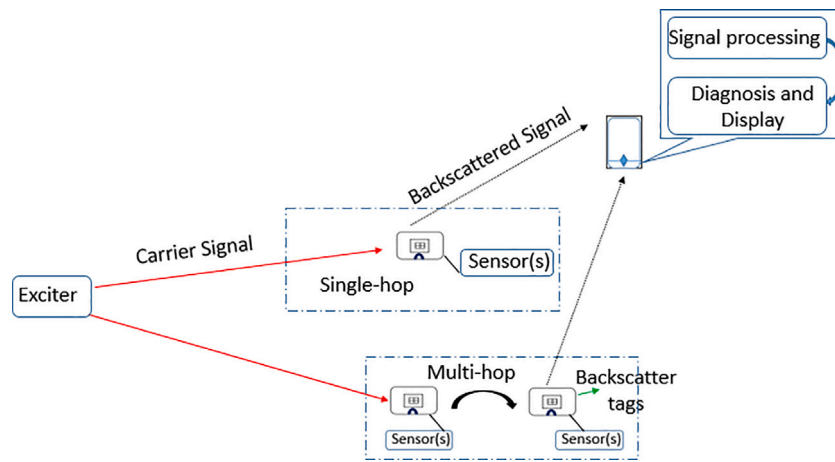 Signal processing
Diagnosis and
Display
Backscattered Signal
Carrier Signal
Sensor(s)
Single-hop
Exciter
Multi-hop
Backscatter
tags
Sensor(s)
Sensor(s)